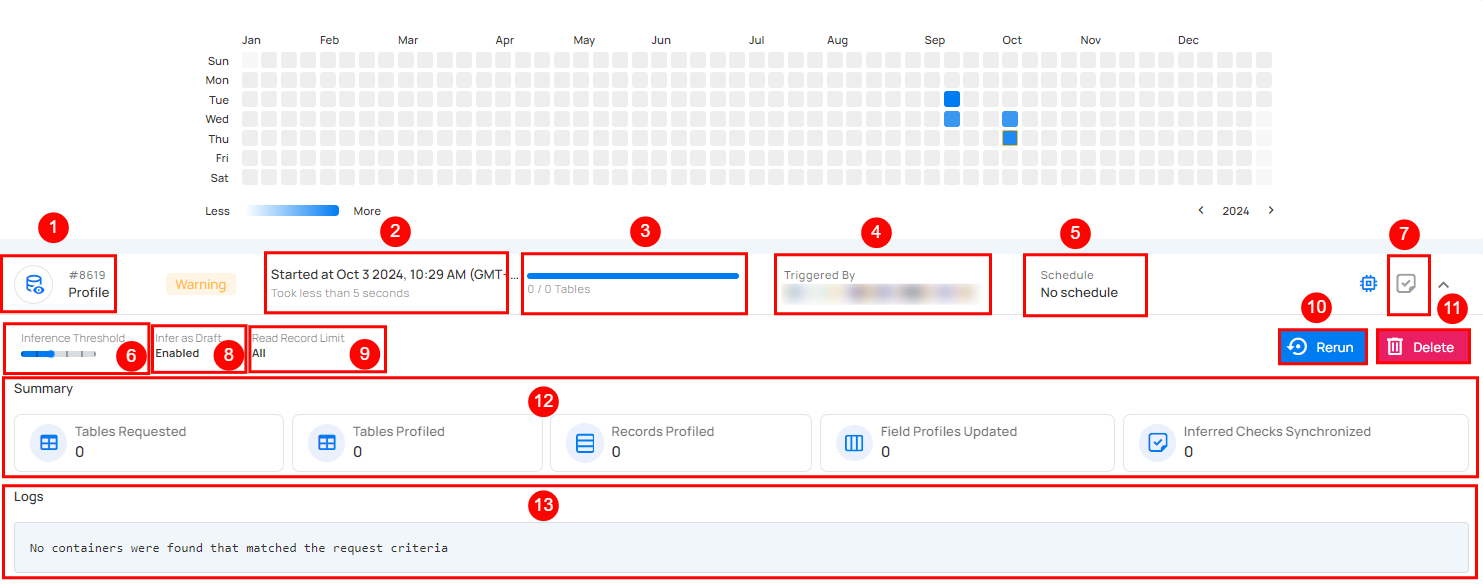 Jan Feb Mar Apr May Jun Jul Aug Sep Oct Nov Dec
Sun
Mon
Tue
Wed
Thu
Fri
Sat
Less More 2024
1 2 3 4 5 7
#8619
Profile
Warning
Started at Oct 3 2024, 10:29 AM (GMT+...
Took less than 5 seconds
0 / 0 Tables
Triggered By
Schedule
No schedule
10 11
Inference Threshold
6
Infer as Draft
Enabled
8
Read Record Limit
All
9
Rerun
Delete
Summary
12
Tables Requested
0
Tables Profiled
0
Records Profiled
0
Field Profiles Updated
0
Inferred Checks Synchronized
0
Logs
13
No containers were found that matched the request criteria